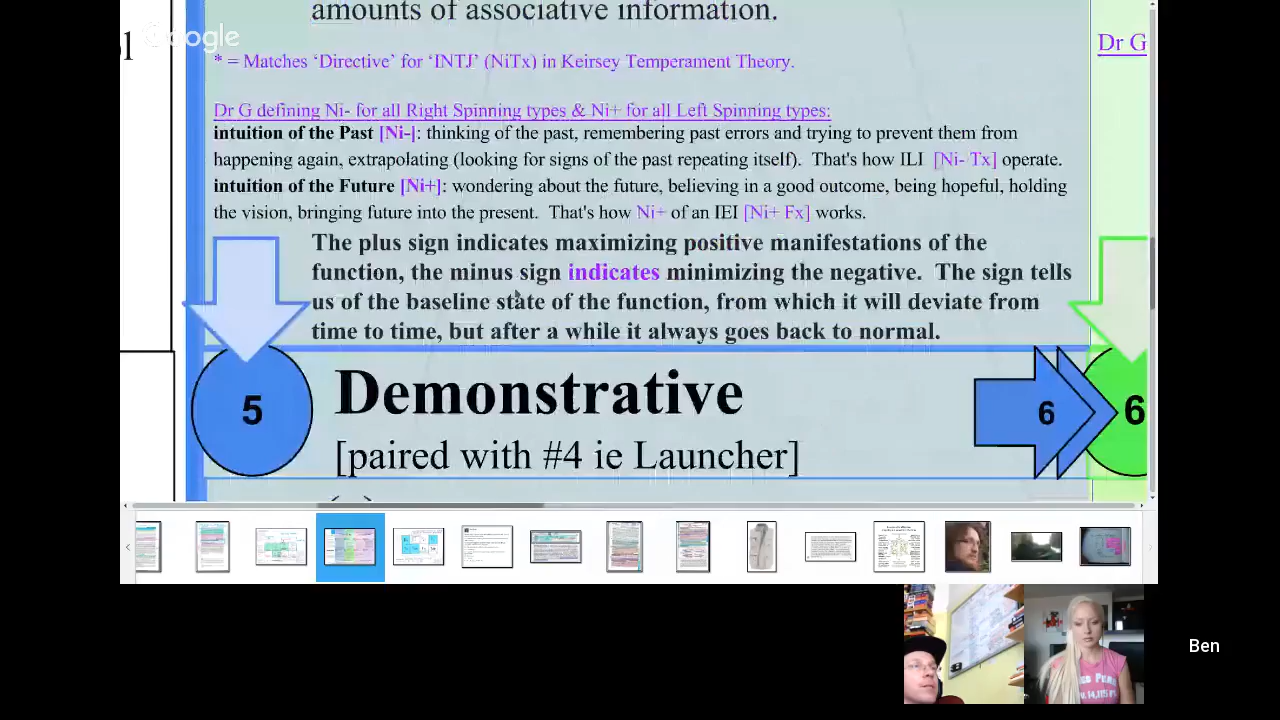 amounts of associative information.
Google
Dr G
* = Matches 'Directive' for 'INTJ' (NiTx) in Keirsey Temperament Theory.
Dr G defining Ni- for all Right Spinning types & Ni+ for all Left Spinning types:
intuition of the Past [Ni-]: thinking of the past, remembering past errors and trying to prevent them from
happening again, extrapolating (looking for signs of the past repeating itself).  That's how ILI  [Ni- Tx] operate.
intuition of the Future [Ni+]: wondering about the future, believing in a good outcome, being hopeful, holding
the vision, bringing future into the present.  That's how Ni+ of an IEI [Ni+ Fx] works.
The plus sign indicates maximizing positive manifestations of the
function, the minus sign indicates minimizing the negative.  The sign tells
us of the baseline state of the function, from which it will deviate from
time to time, but after a while it always goes back to normal.
5
Demonstrative
6
6
[paired with #4 ie Launcher]
Ben